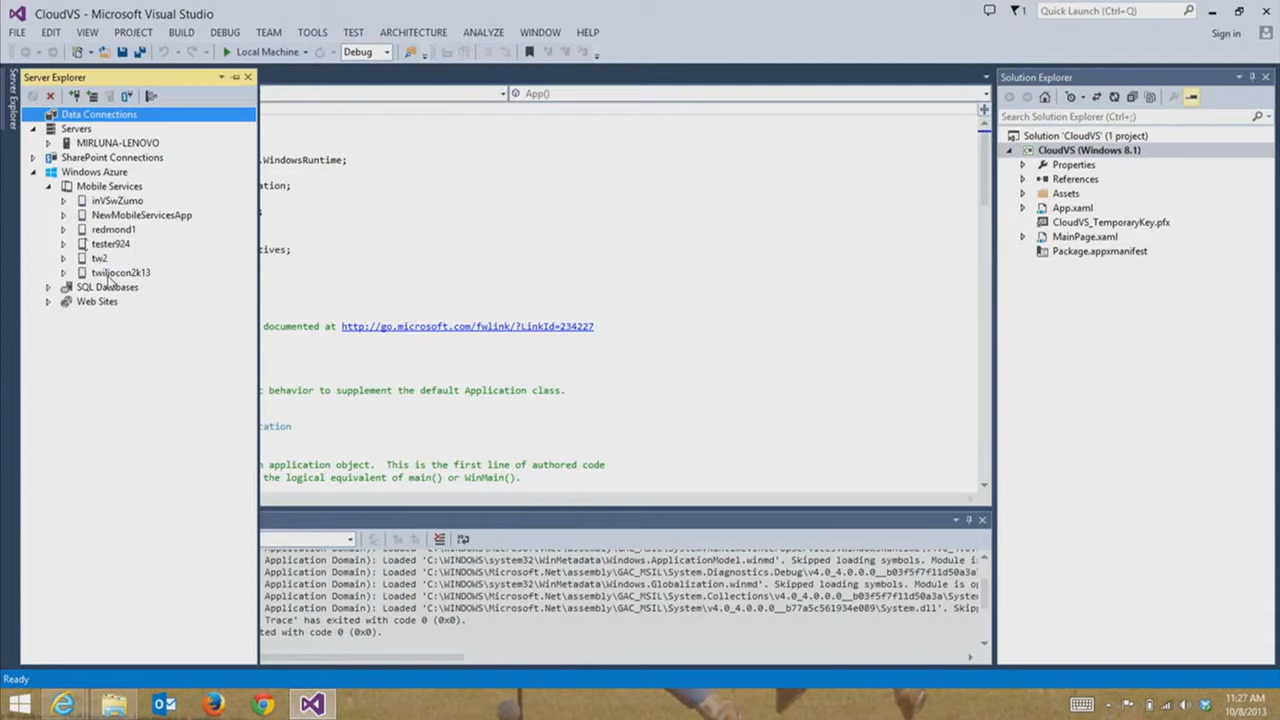 CloudVS - Microsoft Visual Studio
1
Quick Launch (Ctrl+Q)
FILE EDIT VIEW PROJECT BUILD DEBUG TEAM TOOLS TEST ARCHITECTURE ANALYZE WINDOW HELP
Sign in
Local Machine
Debug
Server Explorer
Server Explorer
Data Connections
Servers
MIRLUNA-LENOVO
SharePoint Connections
Windows Azure
Mobile Services
inVSwZumo
NewMobileServicesApp
redmond1
tester924
tw2
twiliocon2k13
SQL Databases
Web Sites
App()
.WindowsRuntime;
ation;
;
tives;
documented at http://go.microsoft.com/fwlink/?LinkId=234227
behavior to supplement the default Application class.
cation
application object. This is the first line of authored code
the logical equivalent of main() or WinMain().
Application Domain): Loaded 'C:\WINDOWS\system32\WinMetadata\Windows.ApplicationModel.winmd'. Skipped loading symbols. Module i
Application Domain): Loaded 'C:\WINDOWS\Microsoft.Net\assembly\GAC_MSIL\System.Diagnostics.Debug\v4.0_4.0.0.0__b03f5f7f11d50a3a
Application Domain): Loaded 'C:\WINDOWS\system32\WinMetadata\Windows.Globalization.winmd'. Skipped loading symbols. Module is op
Application Domain): Loaded 'C:\WINDOWS\Microsoft.Net\assembly\GAC_MSIL\System.Collections\v4.0_4.0.0.0__b03f5f7f11d50a3a\System
Application Domain): Loaded 'C:\WINDOWS\Microsoft.Net\assembly\GAC_MSIL\System\v4.0_4.0.0.0__b77a5c561934e089\System.dll'. Skip
Trace' has exited with code 0 (0x0).
ted with code 0 (0x0).
Solution Explorer
Search Solution Explorer (Ctrl+;)
Solution 'CloudVS' (1 project)
CloudVS (Windows 8.1)
Properties
References
Assets
App.xaml
CloudVS_TemporaryKey.pfx
MainPage.xaml
Package.appxmanifest
Ready
11:27 AM
10/8/2013